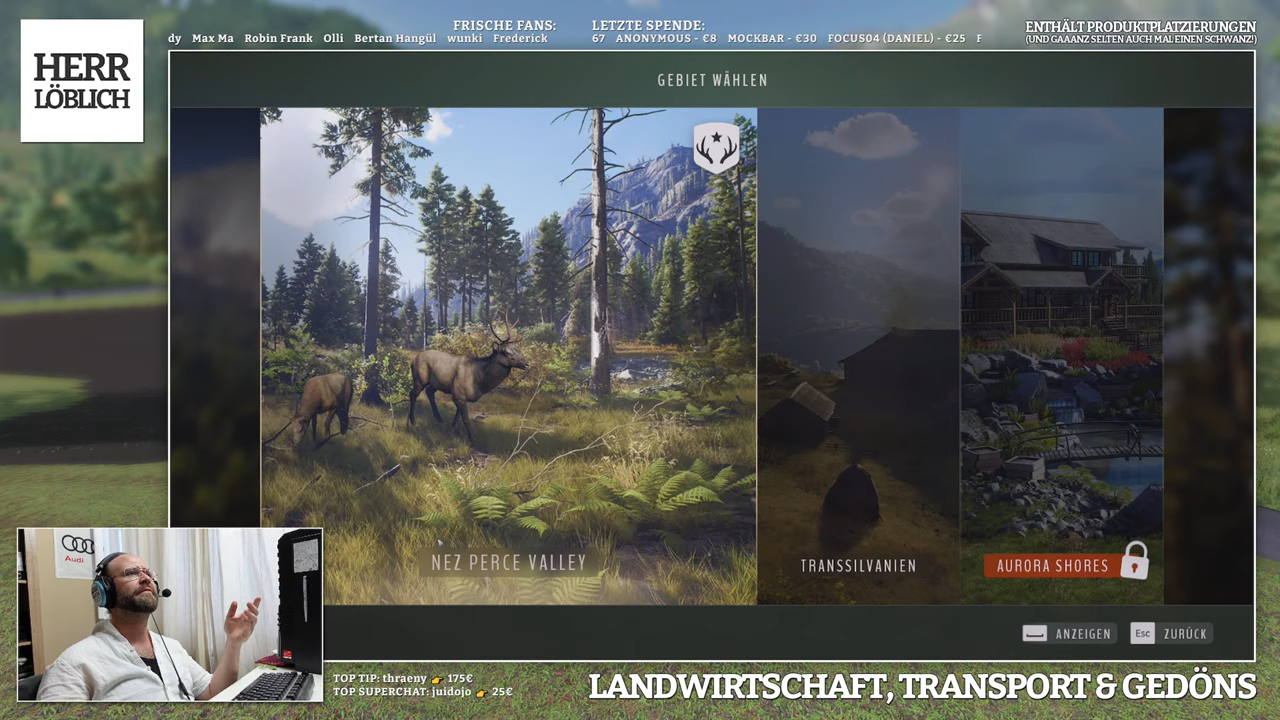 HERR
LÖBLICH
FRISCHE FANS:
dy Max Ma Robin Frank Olli Bertan Hangül wunki Frederick
LETZTE SPENDE:
67 ANONYMOUS - €8 MOCKBAR - €30 FOCUS04 (DANIEL) - €25 F
ENTHÄLT PRODUKTPLATZIERUNGEN
(UND GAAANZ SELTEN AUCH MAL EINEN SCHWANZ!)
GEBIET WÄHLEN
NEZ PERCE VALLEY
TRANSSILVANIEN
AURORA SHORES
ANZEIGEN
Esc ZURÜCK
Audi
TOP TIP: thraeny 👉 175€
TOP SUPERCHAT: juidojo 👉 25€
LANDWIRTSCHAFT, TRANSPORT & GEDÖNS